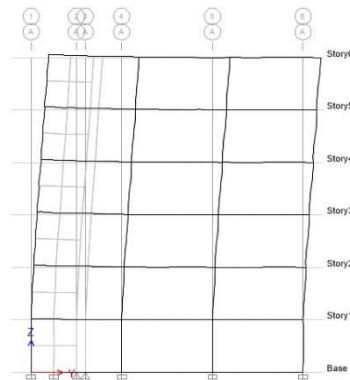 1 2 3 4 5 6
A A A A A A
Story6
Story5
Story4
Story3
Story2
Story1
Z
Y
Base